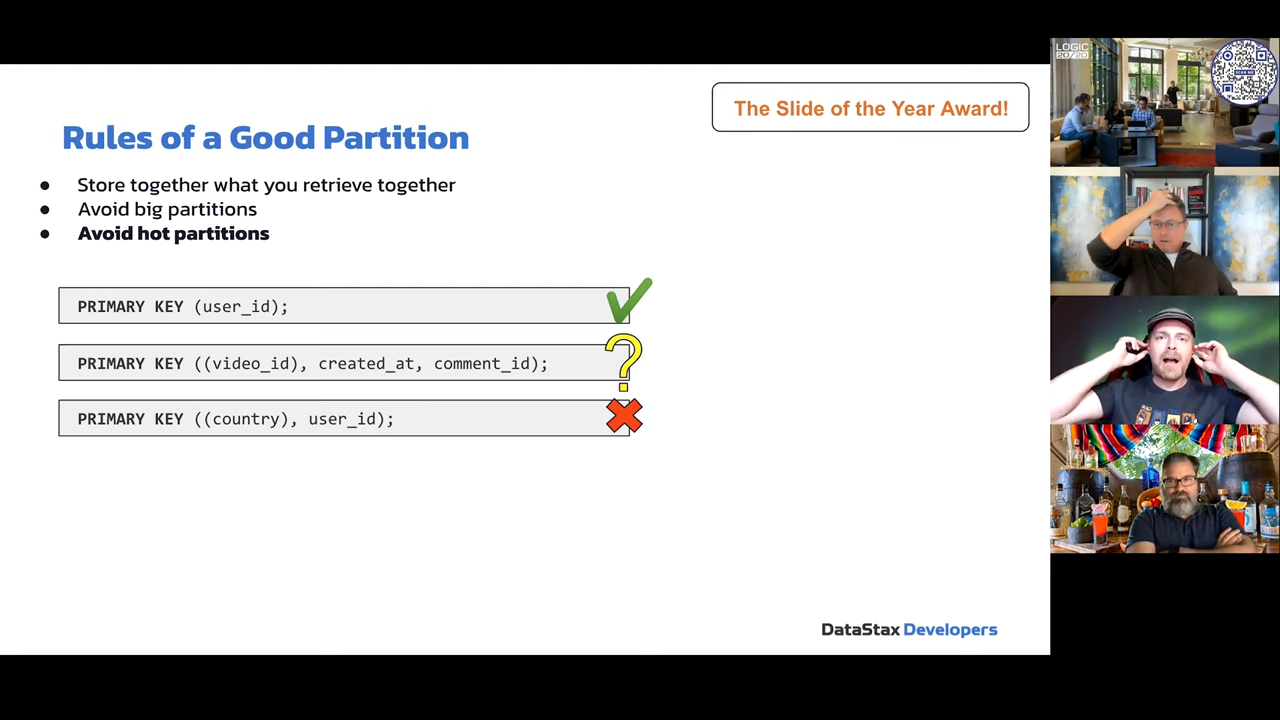 The Slide of the Year Award!
Rules of a Good Partition
● Store together what you retrieve together
● Avoid big partitions
● Avoid hot partitions
PRIMARY KEY (user_id);
PRIMARY KEY ((video_id), created_at, comment_id);
?
PRIMARY KEY ((country), user_id);
DataStax Developers
LOGIC
20/20
SCAN ME